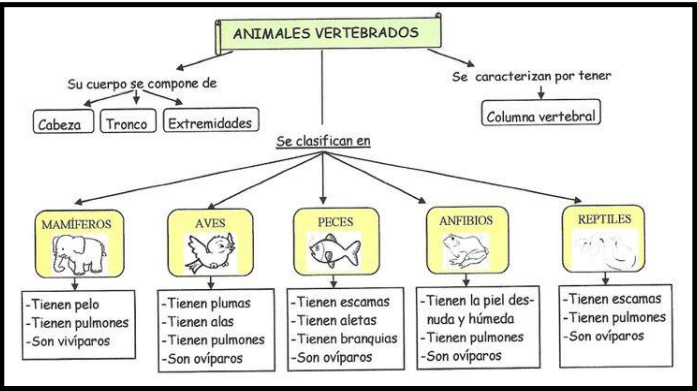 ANIMALES VERTEBRADOS
Su cuerpo se compone de
Cabeza
Tronco
Extremidades
Se caracterizan por tener
Columna vertebral
Se clasifican en
MAMÍFEROS
-Tienen pelo
-Tienen pulmones
-Son vivíparos
AVES
-Tienen plumas
-Tienen alas
-Tienen pulmones
-Son ovíparos
PECES
-Tienen escamas
-Tienen aletas
-Tienen branquias
-Son ovíparos
ANFIBIOS
-Tienen la piel des-
nuda y húmeda
-Tienen pulmones
-Son ovíparos
REPTILES
-Tienen escamas
-Tienen pulmones
-Son ovíparos